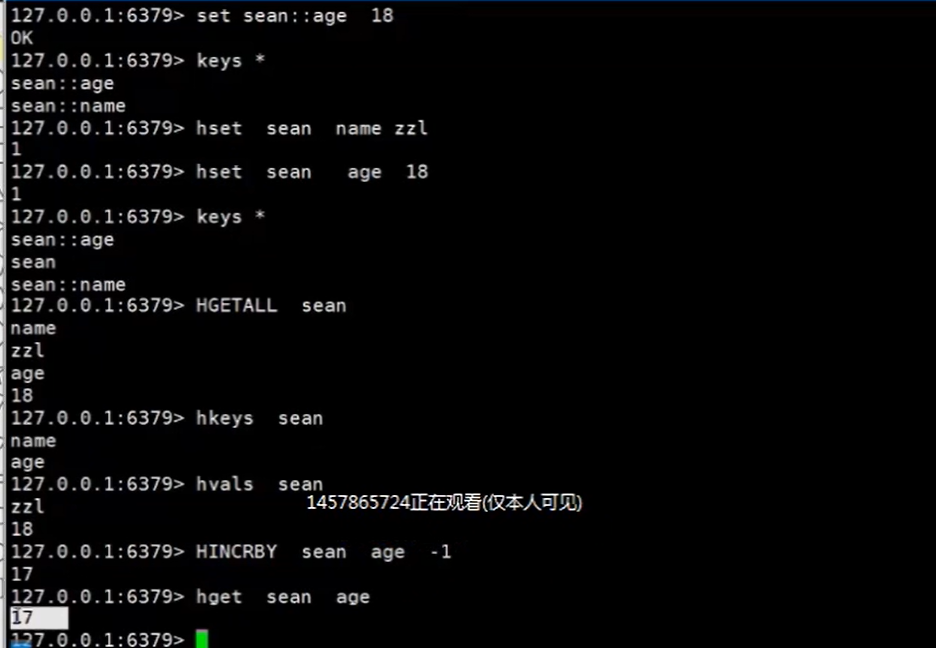 127.0.0.1:6379> set sean::age 18
OK
127.0.0.1:6379> keys *
sean::age
sean::name
127.0.0.1:6379> hset sean name zzl
1
127.0.0.1:6379> hset sean age 18
1
127.0.0.1:6379> keys *
sean::age
sean
sean::name
127.0.0.1:6379> HGETALL sean
name
zzl
age
18
127.0.0.1:6379> hkeys sean
name
age
127.0.0.1:6379> hvals sean
1457865724正在观看(仅本人可见)
zzl
18
127.0.0.1:6379> HINCRBY sean age -1
17
127.0.0.1:6379> hget sean age
17
127.0.0.1:6379>